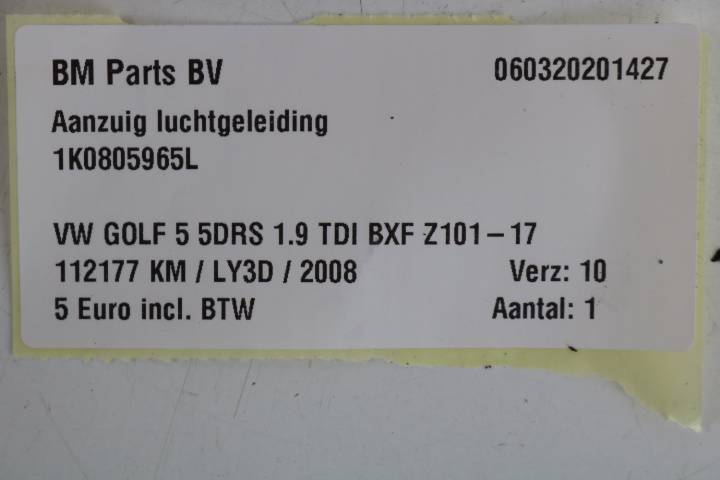 BM Parts BV 060320201427
Aanzuig luchtgeleiding
1K0805965L
VW GOLF 5 5DRS 1.9 TDI BXF Z101-17
112177 KM / LY3D / 2008 Verz: 10
5 Euro incl. BTW Aantal: 1